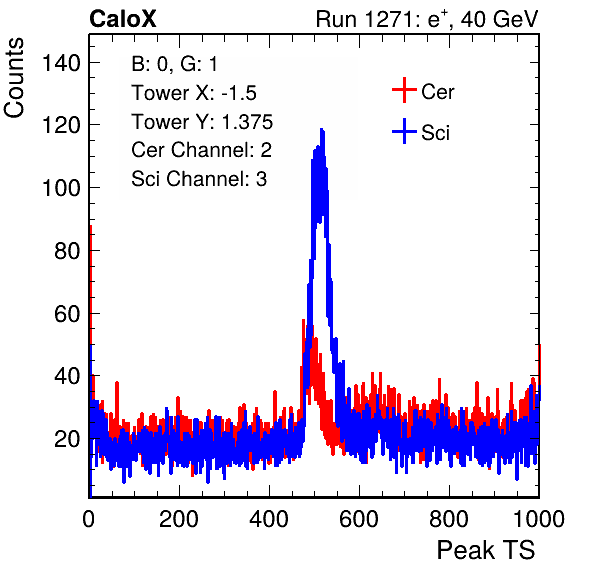 CaloX
Run 1271: e+, 40 GeV
Counts
B: 0, G: 1
Tower X: -1.5
Tower Y: 1.375
Cer Channel: 2
Sci Channel: 3
Cer
Sci
140
120
100
80
60
40
20
0
200
400
600
800
1000
Peak TS